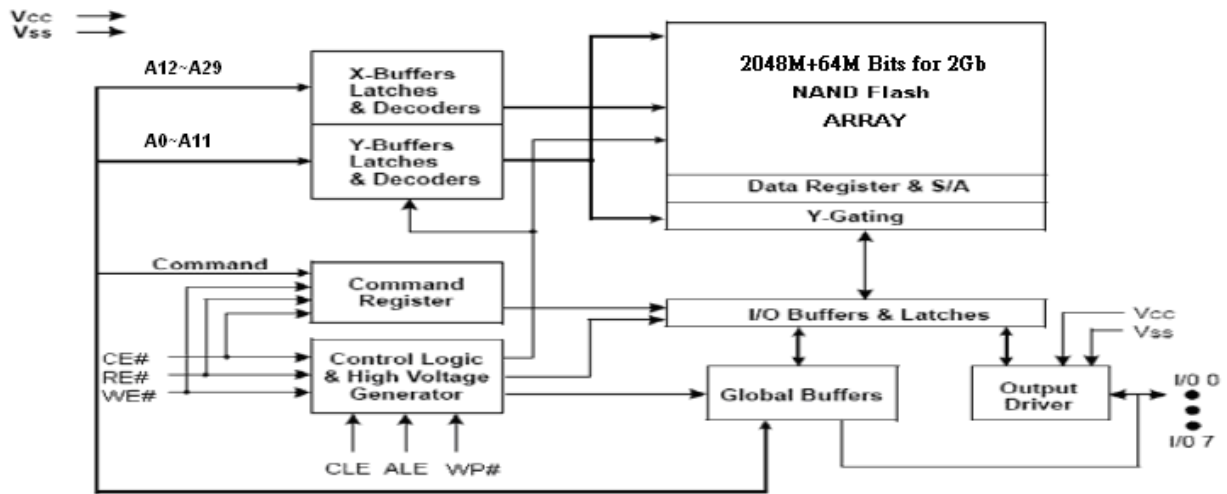 Vcc
Vss
A12~A29
X-Buffers
Latches
& Decoders
A0~A11
Y-Buffers
Latches
& Decoders
2048M+64M Bits for 2Gb
NAND Flash
ARRAY
Data Register & S/A
Y-Gating
Command
Command
Register
I/O Buffers & Latches
Vcc
Vss
CE#
RE#
WE#
Control Logic
& High Voltage
Generator
Global Buffers
Output
Driver
I/O 0
I/O 7
CLE ALE WP#